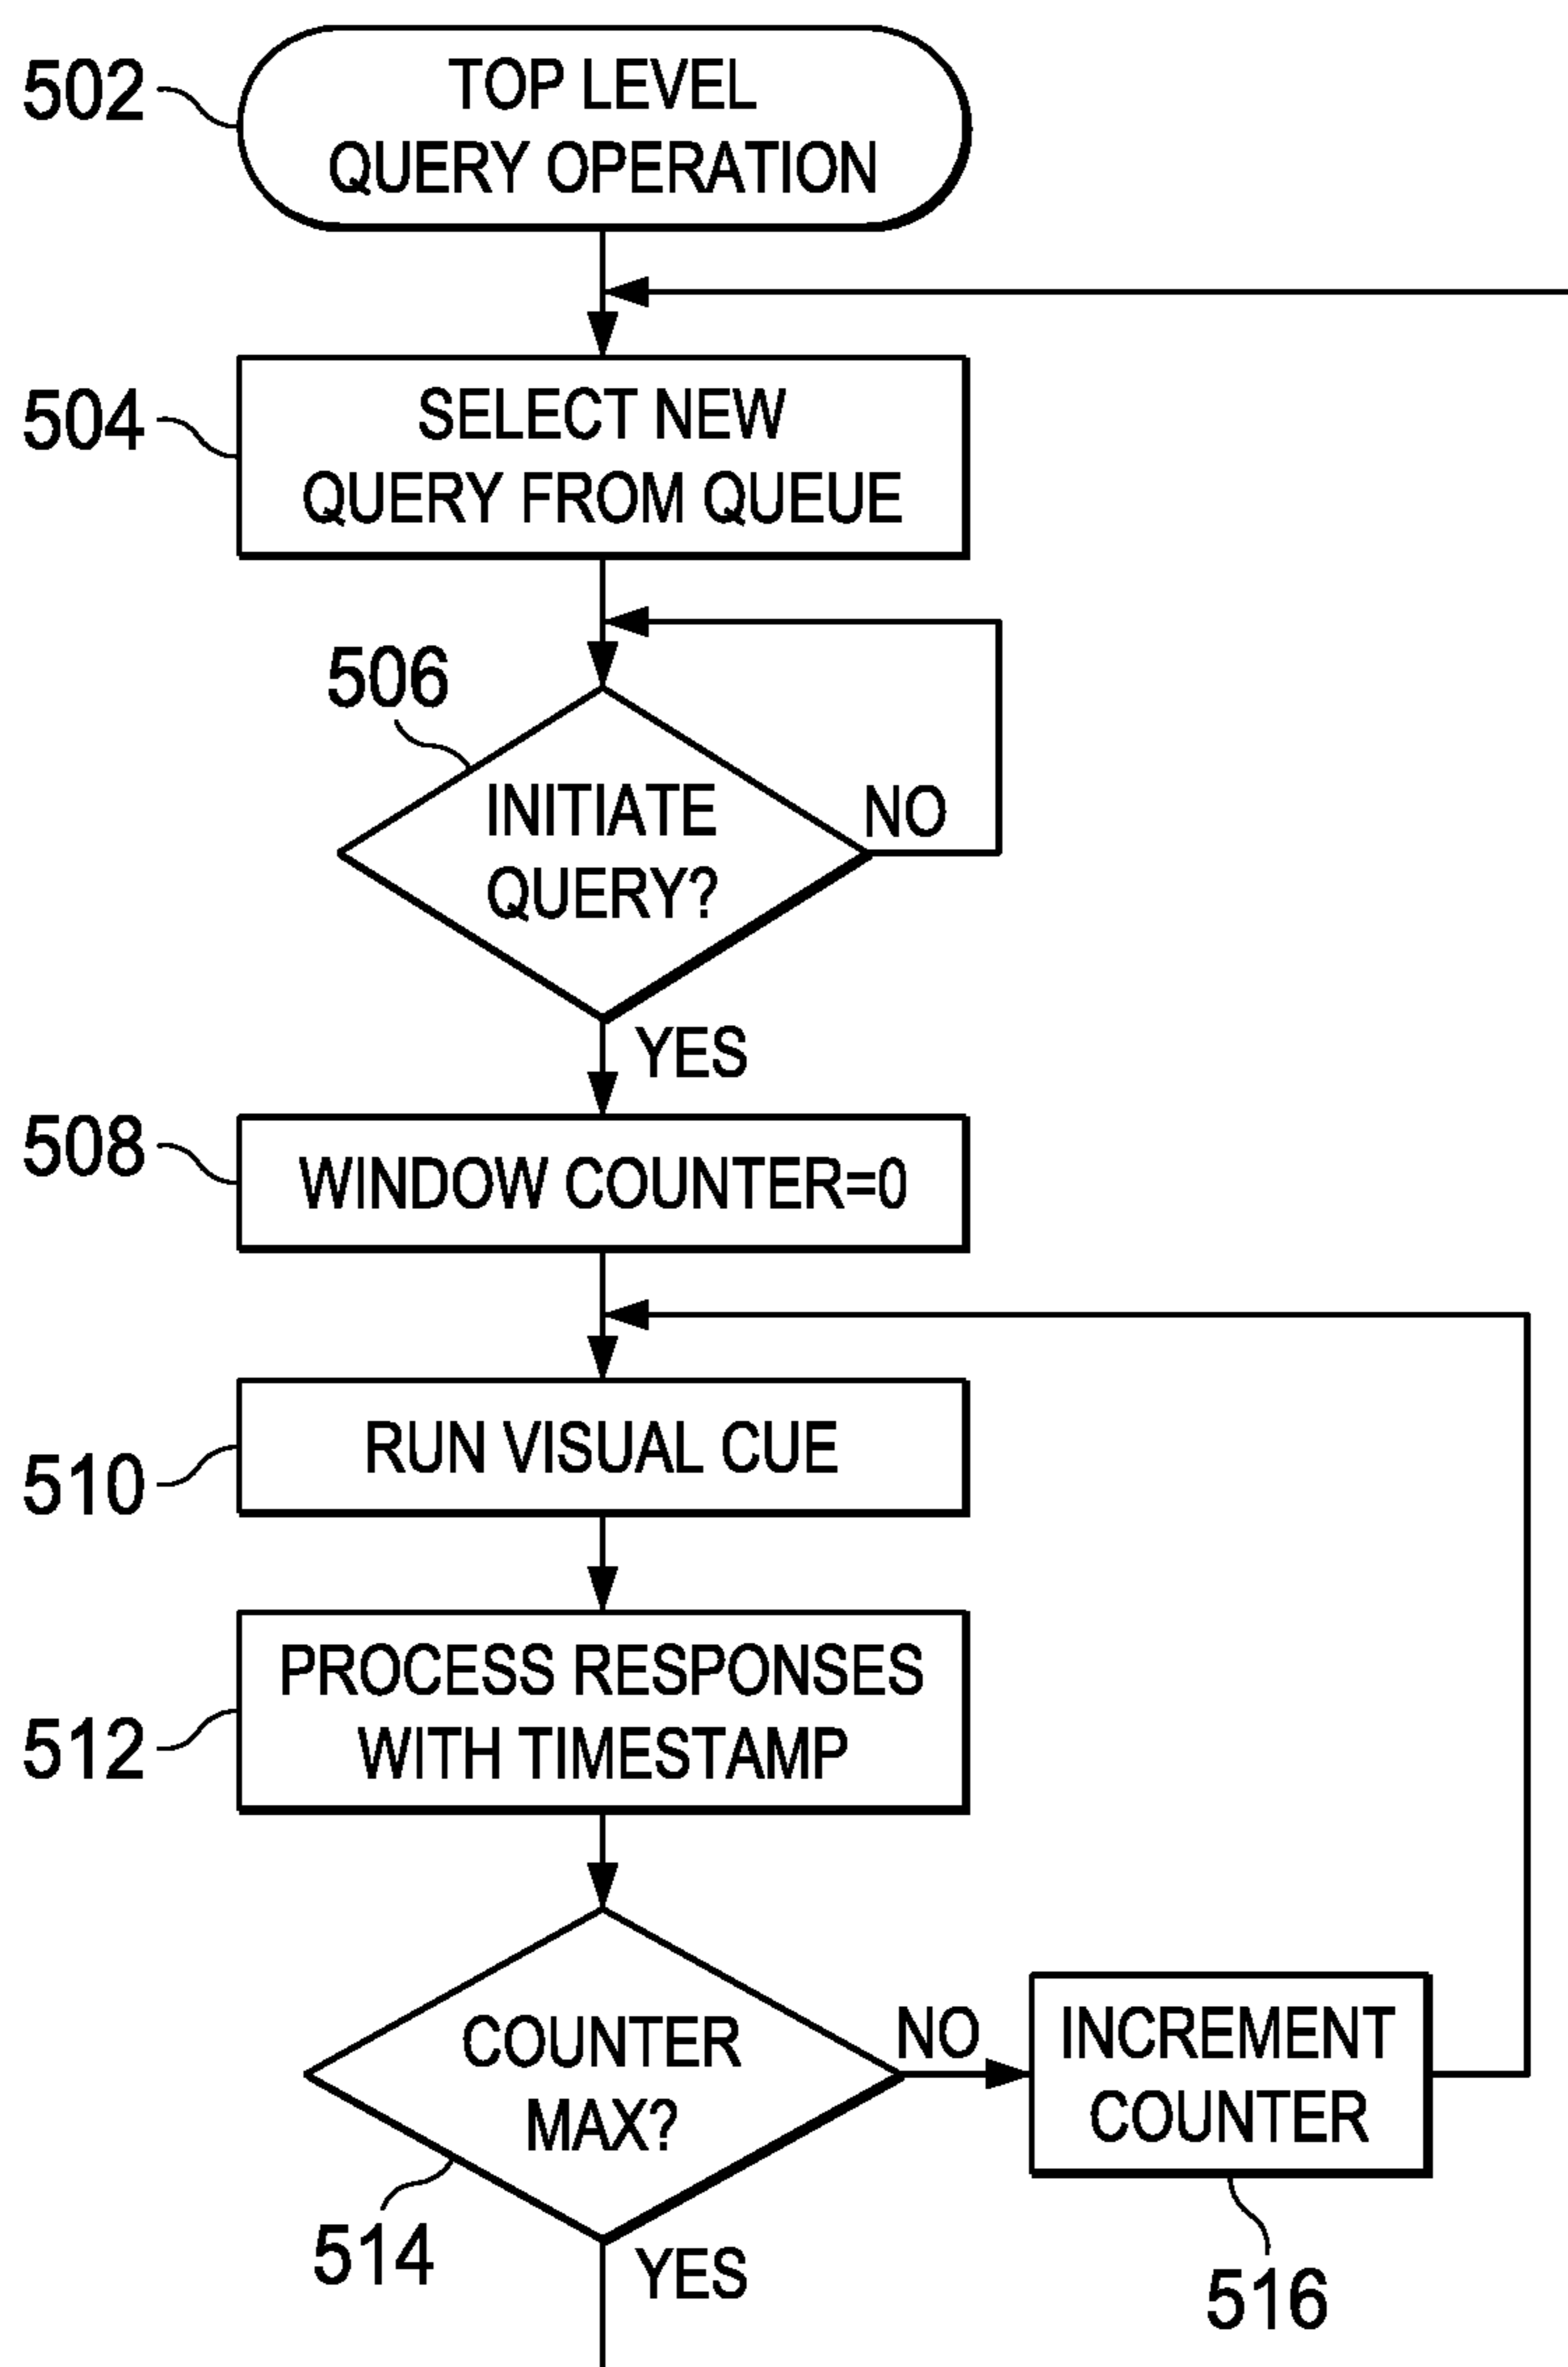 502
TOP LEVEL
QUERY OPERATION
504
SELECT NEW
QUERY FROM QUEUE
506
INITIATE
QUERY?
NO
YES
508
WINDOW COUNTER=0
510
RUN VISUAL CUE
512
PROCESS RESPONSES
WITH TIMESTAMP
514
COUNTER
MAX?
NO
INCREMENT
COUNTER
516
YES